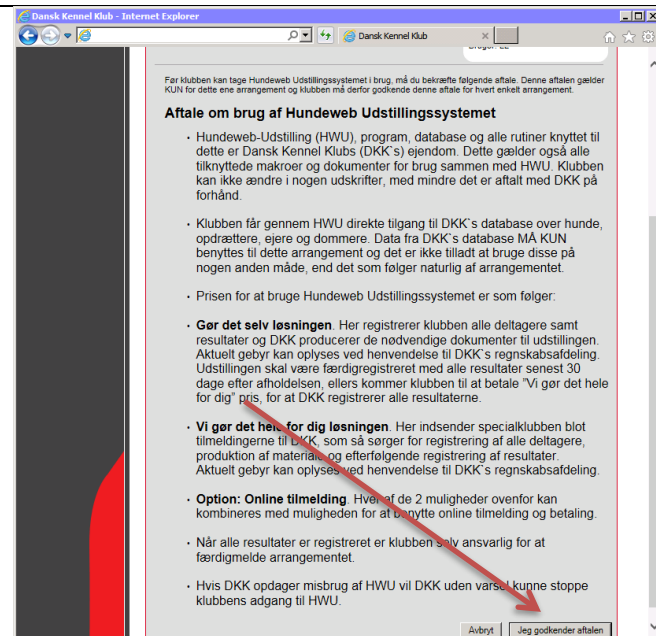 Dansk Kennel Klub - Internet Explorer
Dansk Kennel Klub
Før klubben kan tage Hundeweb Udstillingssystemet i brug, må du bekræfte følgende aftale. Denne aftalen gælder
KUN for dette ene arrangement og klubben må derfor godkende denne aftale for hvert enkelt arrangement.
Aftale om brug af Hundeweb Udstillingssystemet
• Hundeweb-Udstilling (HWU), program, database og alle rutiner knyttet til
dette er Dansk Kennel Klubs (DKK`s) ejendom. Dette gælder også alle
tilknyttede makroer og dokumenter for brug sammen med HWU. Klubben
kan ikke ændre i nogen udskrifter, med mindre det er aftalt med DKK på
forhånd.
• Klubben får gennem HWU direkte tilgang til DKK`s database over hunde,
opdrættere, ejere og dommere. Data fra DKK`s database MÅ KUN
benyttes til dette arrangement og det er ikke tilladt at bruge disse på
nogen anden måde, end det som følger naturlig af arrangementet.
• Prisen for at bruge Hundeweb Udstillingssystemet er som følger:
• Gør det selv løsningen. Her registrerer klubben alle deltagere samt
resultater og DKK producerer de nødvendige dokumenter til udstillingen.
Aktuelt gebyr kan oplyses ved henvendelse til DKK`s regnskabsafdeling.
Udstillingen skal være færdigregistreret med alle resultater senest 30
dage efter afholdelsen, ellers kommer klubben til at betale "Vi gør det hele
for dig" pris, for at DKK registrerer alle resultaterne.
• Vi gør det hele for dig løsningen. Her indsender specialklubben blot
tilmeldingerne til DKK, som så sørger for registrering af alle deltagere,
produktion af materiale og efterfølgende registrering af resultater.
Aktuelt gebyr kan oplyses ved henvendelse til DKK`s regnskabsafdeling.
• Option: Online tilmelding. Hver af de 2 muligheder ovenfor kan
kombineres med muligheden for at benytte online tilmelding og betaling.
• Når alle resultater er registreret er klubben selv ansvarlig for at
færdigmelde arrangementet.
• Hvis DKK opdager misbrug af HWU vil DKK uden varsel kunne stoppe
klubbens adgang til HWU.
Avbryt Jeg godkender aftalen